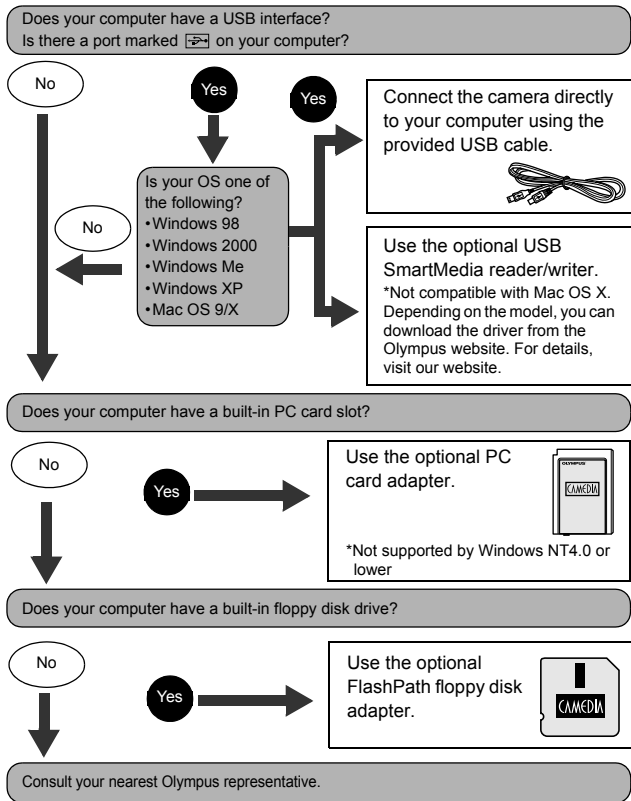 Does your computer have a USB interface?
Is there a port marked on your computer?
No
Yes
Yes
Connect the camera directly
to your computer using the
provided USB cable.
Is your OS one of
the following?
•Windows 98
•Windows 2000
•Windows Me
•Windows XP
•Mac OS 9/X
No
Use the optional USB
SmartMedia reader/writer.
*Not compatible with Mac OS X.
Depending on the model, you can
download the driver from the
Olympus website. For details,
visit our website.
Does your computer have a built-in PC card slot?
No
Yes
Use the optional PC
card adapter.
OLYMPUS
CAMEDIA
*Not supported by Windows NT4.0 or
lower
Does your computer have a built-in floppy disk drive?
No
Yes
Use the optional
FlashPath floppy disk
adapter.
CAMEDIA
Consult your nearest Olympus representative.